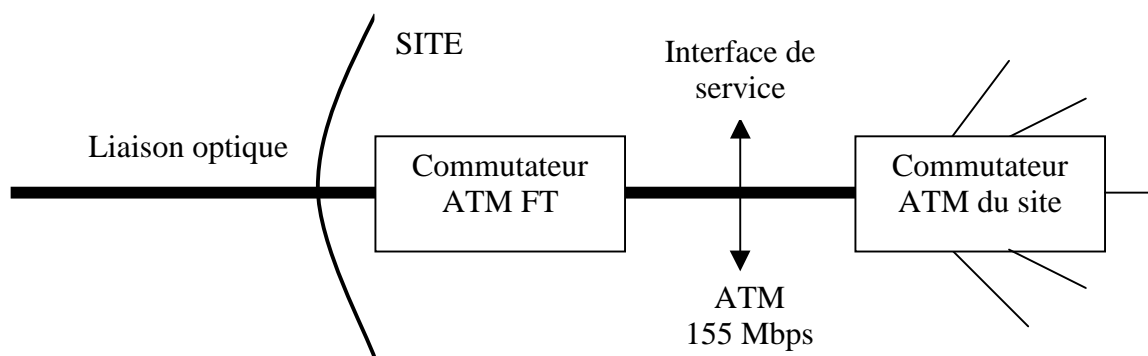 SITE
Interface de
service
Liaison optique
Commutateur
ATM FT
Commutateur
ATM du site
ATM
155 Mbps